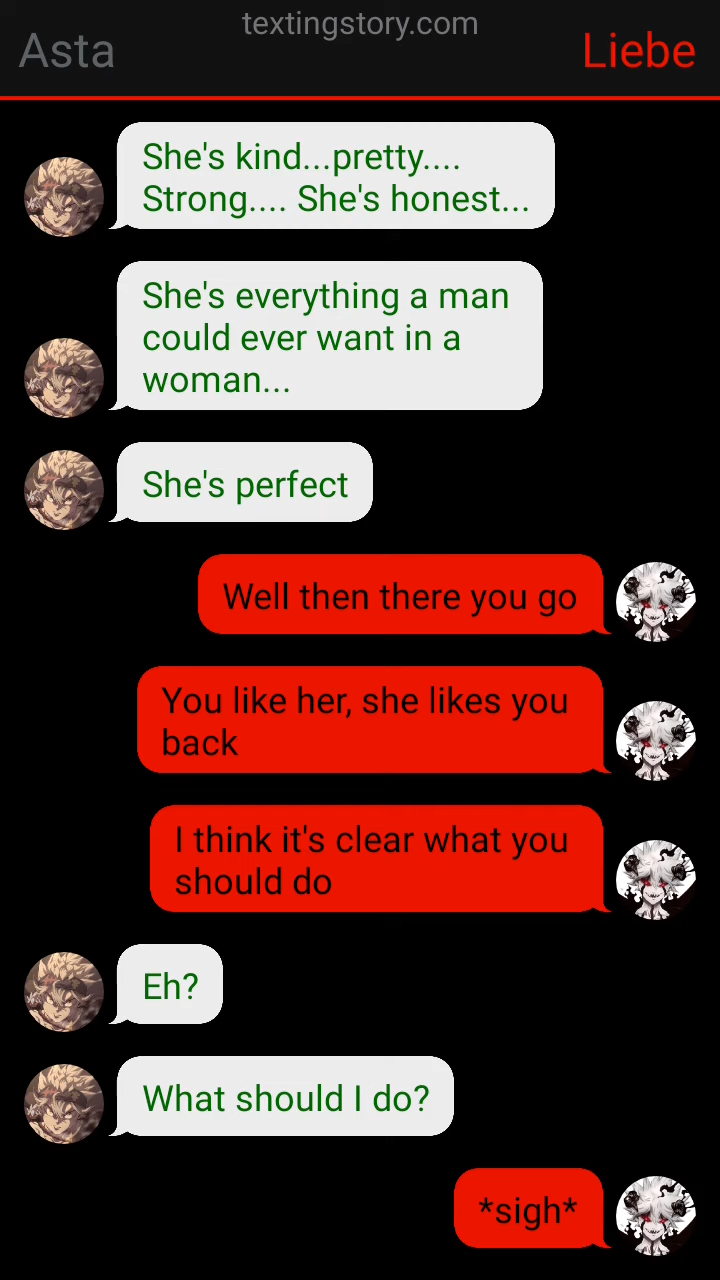 textingstory.com
Asta
Liebe
She's kind...pretty....
Strong.... She's honest...
She's everything a man
could ever want in a
woman...
She's perfect
Well then there you go
You like her, she likes you
back
I think it's clear what you
should do
Eh?
What should I do?
*sigh*